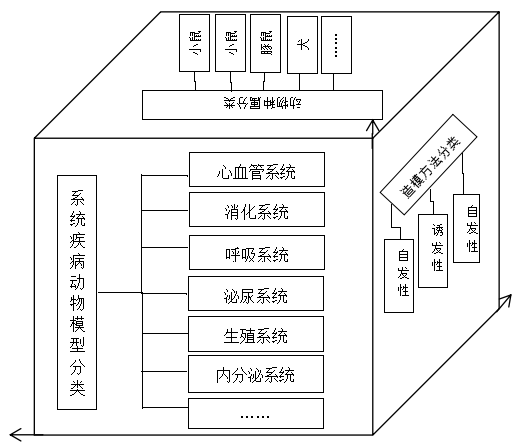 小鼠
小鼠
豚鼠
犬
……
动物种属分类
造模方法分类
自发性
诱发性
自发性
系统疾病动物模型分类
心血管系统
消化系统
呼吸系统
泌尿系统
生殖系统
内分泌系统
……